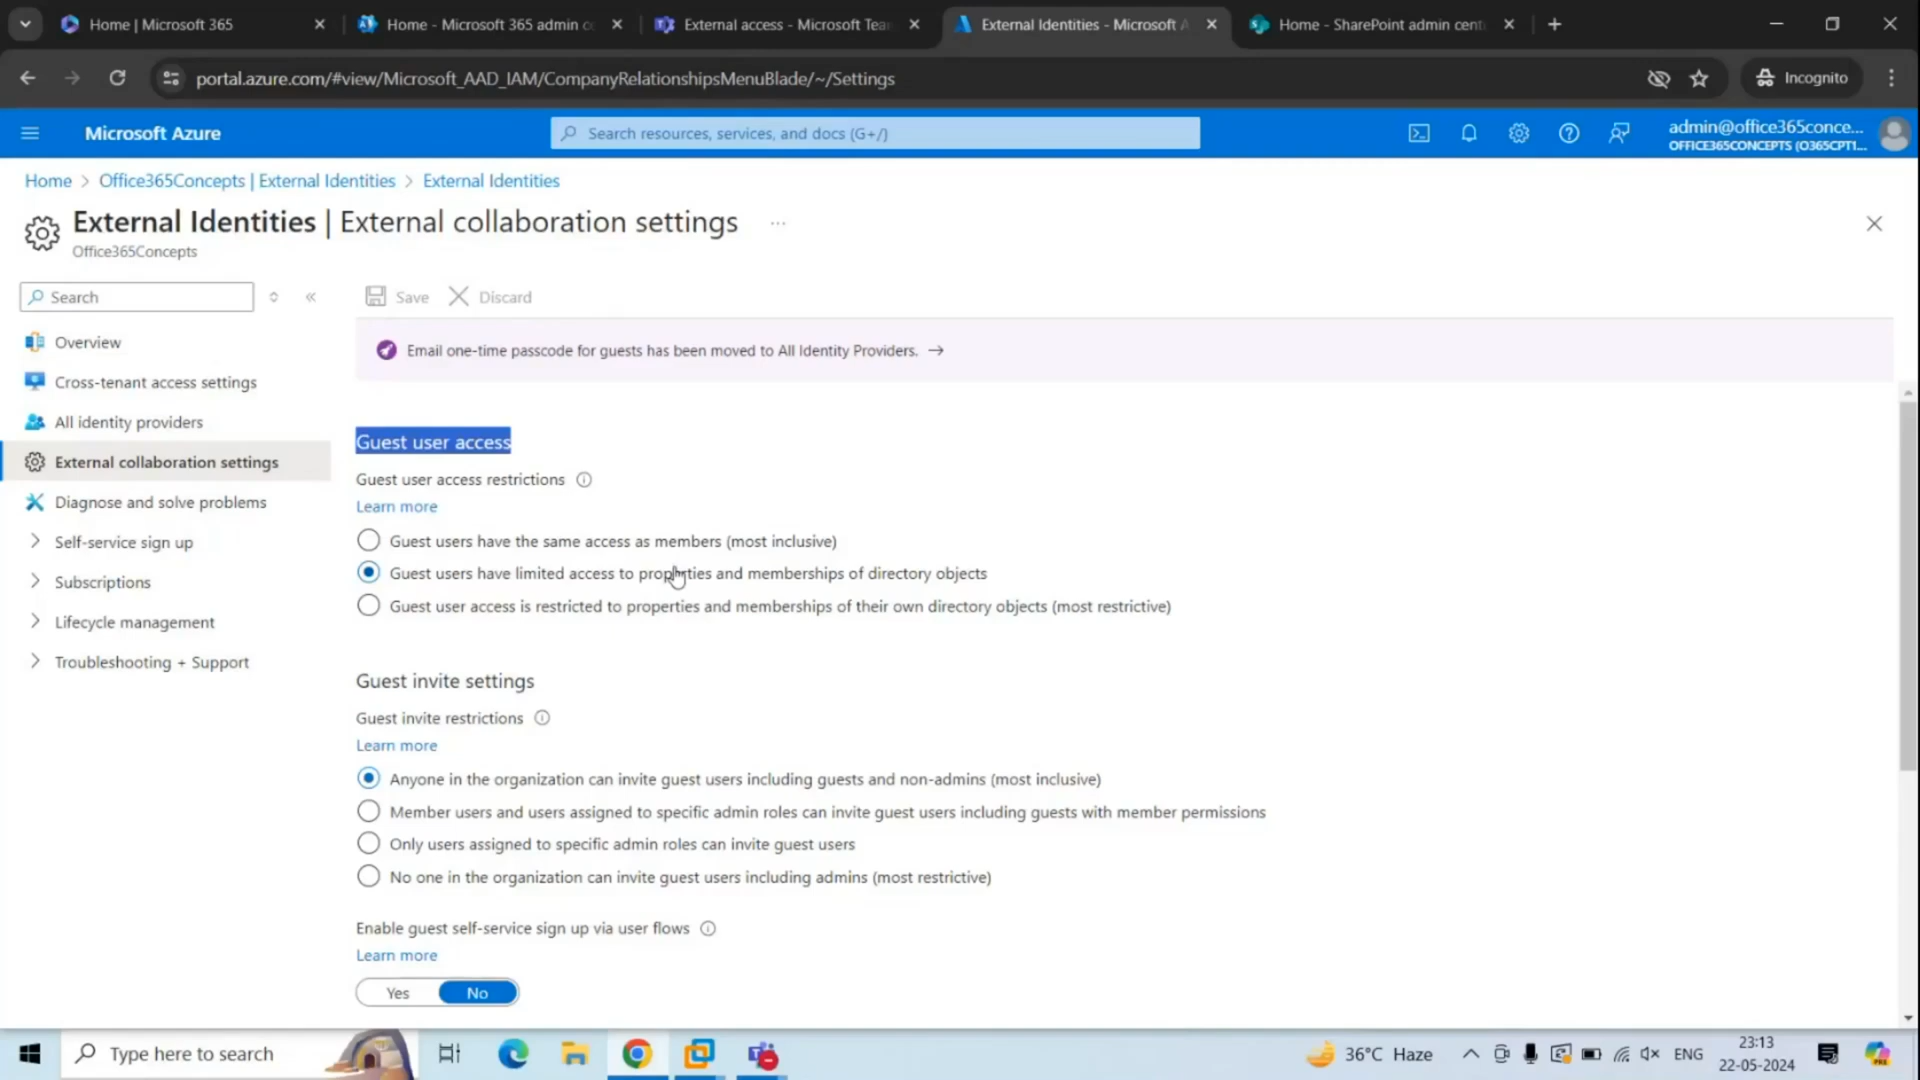 Home | Microsoft 365
Home - Microsoft 365 admin ce
External access - Microsoft Tea
External Identities - Microsoft A
Home - SharePoint admin cent
portal.azure.com/#view/Microsoft_AAD_IAM/CompanyRelationshipsMenuBlade/~/Settings
Incognito
Microsoft Azure
Search resources, services, and docs (G+/)
admin@office365conce...
OFFICE365CONCEPTS (O365CPT1...
Home > Office365Concepts | External Identities > External Identities
External Identities | External collaboration settings ...
Office365Concepts
Search
Save
Discard
Overview
Cross-tenant access settings
All identity providers
External collaboration settings
Diagnose and solve problems
Self-service sign up
Subscriptions
Lifecycle management
Troubleshooting + Support
Email one-time passcode for guests has been moved to All Identity Providers. →
Guest user access
Guest user access restrictions
Learn more
Guest users have the same access as members (most inclusive)
Guest users have limited access to properties and memberships of directory objects
Guest user access is restricted to properties and memberships of their own directory objects (most restrictive)
Guest invite settings
Guest invite restrictions
Learn more
Anyone in the organization can invite guest users including guests and non-admins (most inclusive)
Member users and users assigned to specific admin roles can invite guest users including guests with member permissions
Only users assigned to specific admin roles can invite guest users
No one in the organization can invite guest users including admins (most restrictive)
Enable guest self-service sign up via user flows
Learn more
Yes No
Type here to search
36°C Haze
ENG
23:13
22-05-2024
PRE